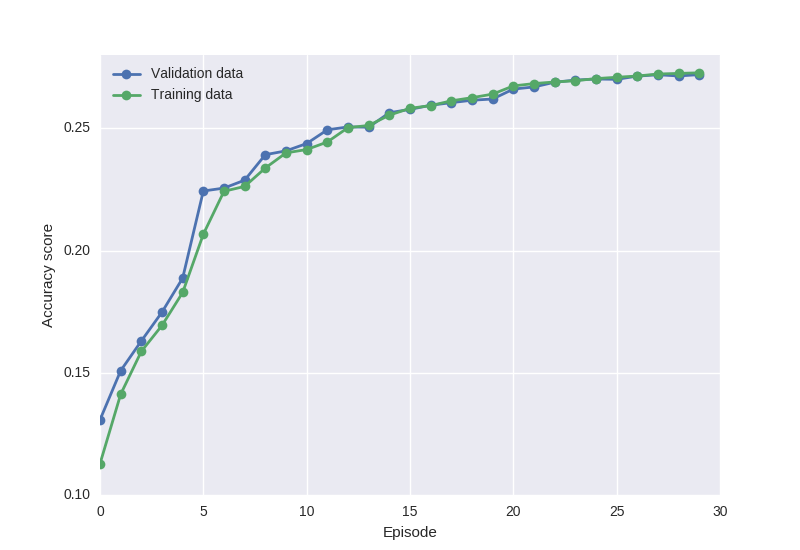 Validation data
Training data
0.25
0.20
0.15
0.10
0 5 10 15 20 25 30
Accuracy score
Episode